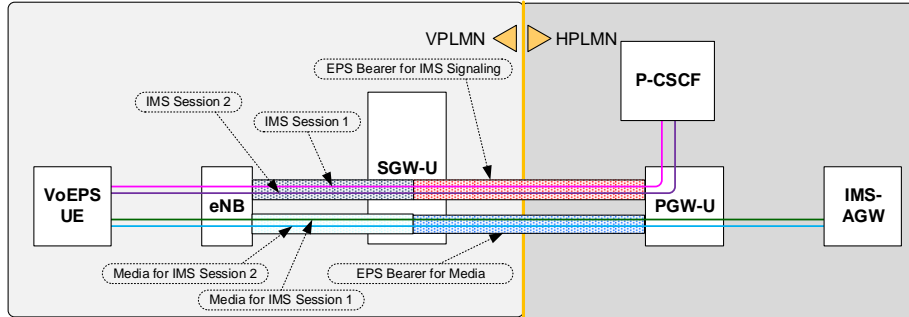 VPLMN
HPLMN
EPS Bearer for IMS Signaling
P-CSCF
IMS Session 2
IMS Session 1
SGW-U
VoEPS
UE
eNB
PGW-U
IMS-
AGW
Media for IMS Session 2
EPS Bearer for Media
Media for IMS Session 1